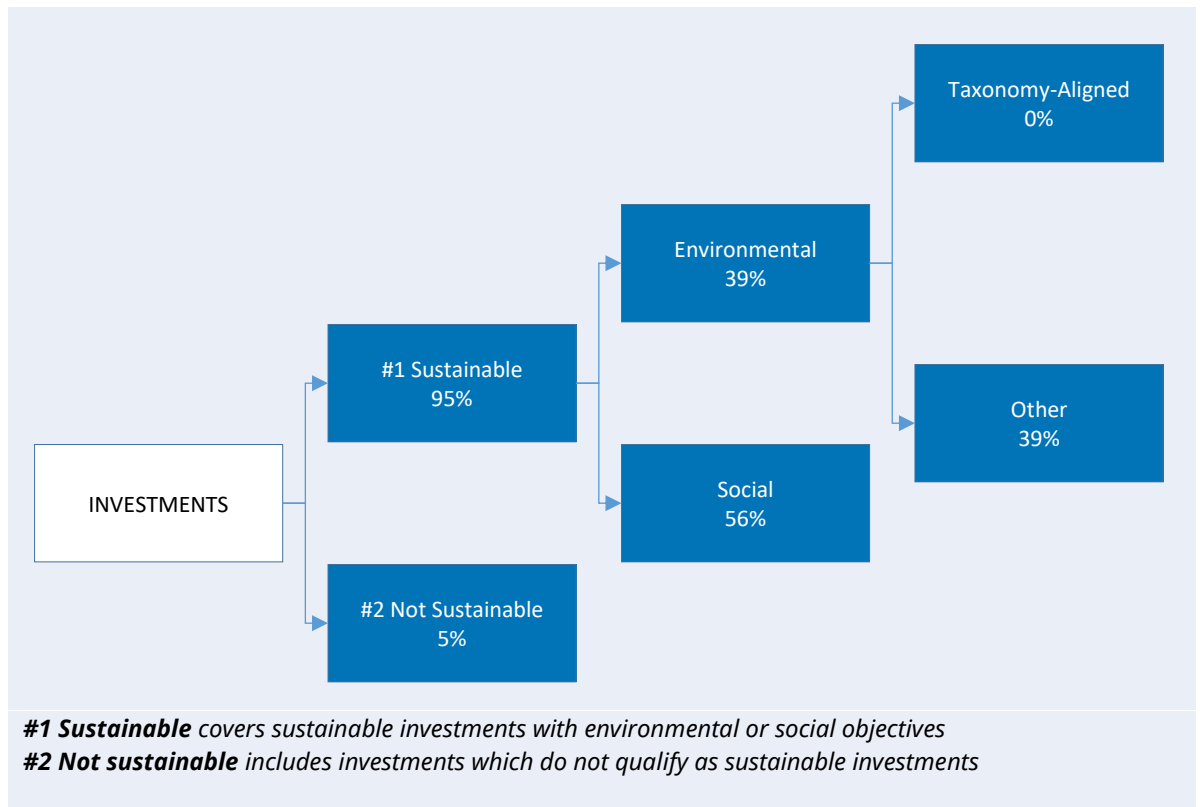 Taxonomy-Aligned
0%
Environmental
39%
#1 Sustainable
95%
Other
39%
INVESTMENTS
Social
56%
#2 Not Sustainable
5%
#1 Sustainable covers sustainable investments with environmental or social objectives
#2 Not sustainable includes investments which do not qualify as sustainable investments